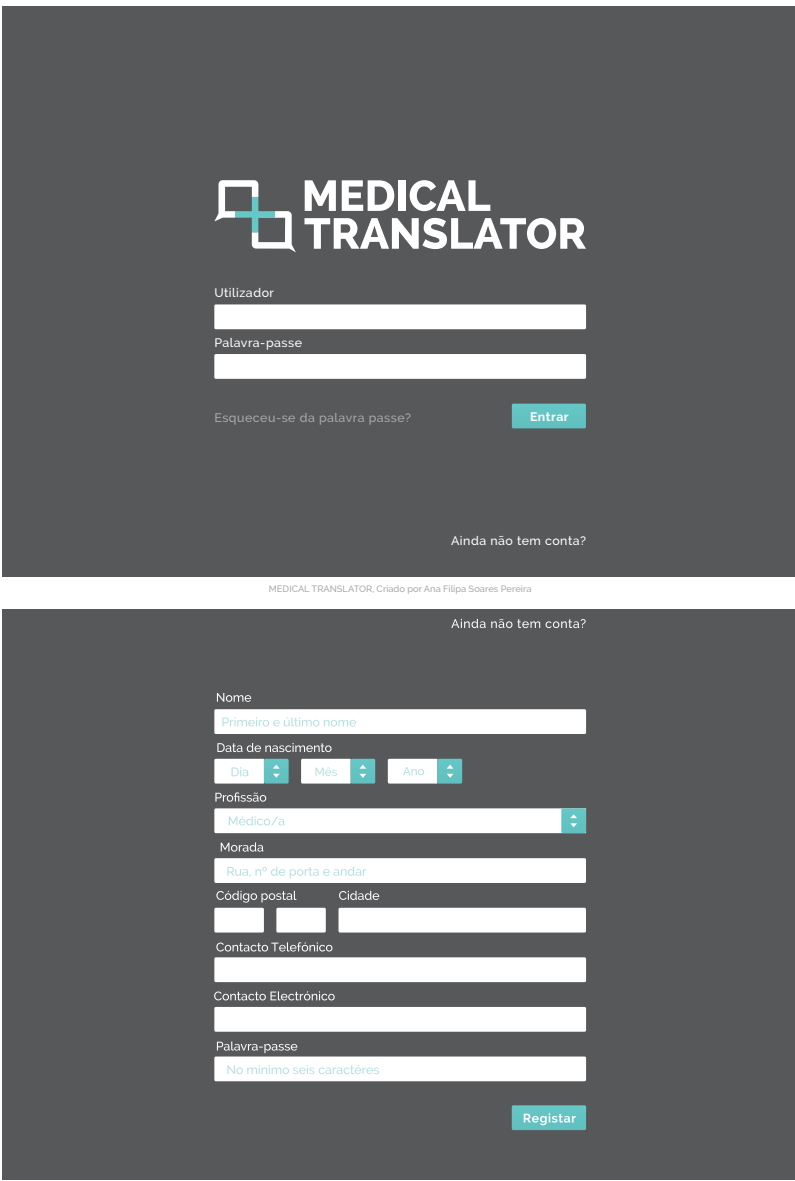 MEDICAL
TRANSLATOR
Utilizador
Palavra-passe
Esqueceu-se da palavra passe?
Entrar
Ainda não tem conta?
MEDICAL TRANSLATOR, Criado por Ana Filipa Soares Pereira
Ainda não tem conta?
Nome
Primeiro e último nome
Data de nascimento
Dia Mês Ano
Profissão
Médico/a
Morada
Rua, nº de porta e andar
Código postal Cidade
Contacto Telefónico
Contacto Electrónico
Palavra-passe
No minimo seis caractéres
Registar